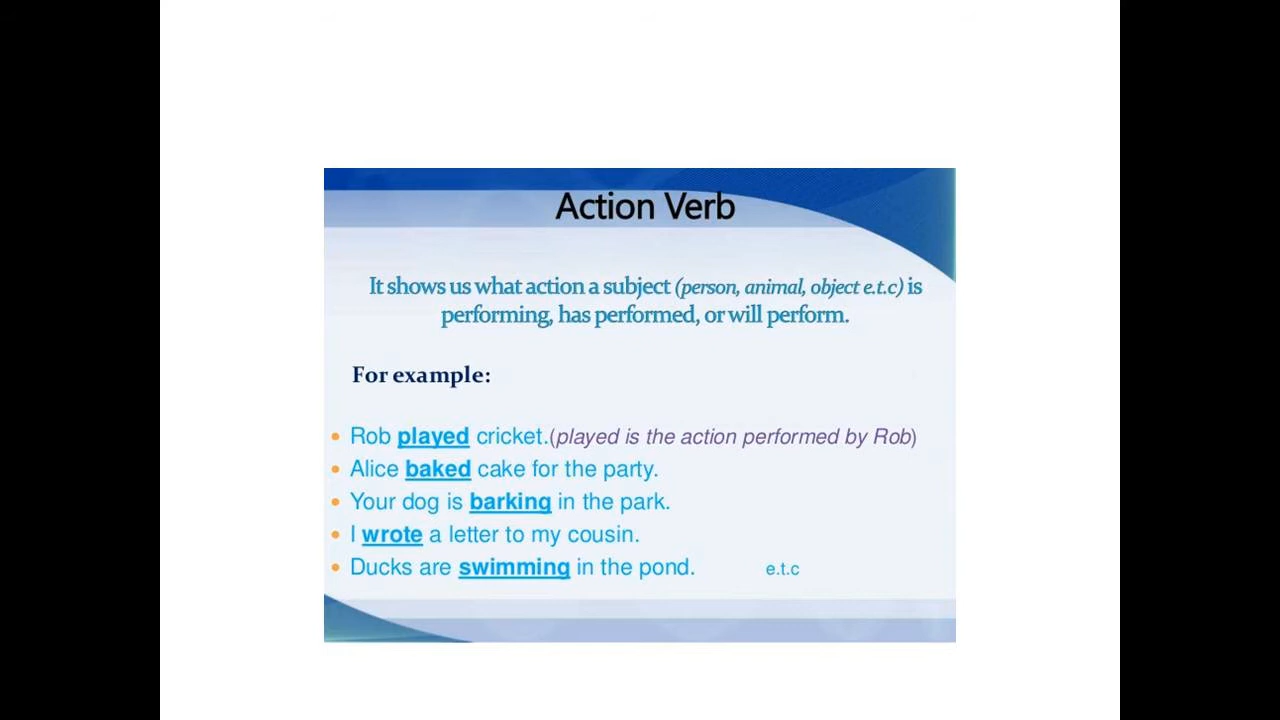 Action Verb
It shows us what action a subject (person, animal, object e.t.c) is
performing, has performed, or will perform.
For example:
• Rob played cricket.(played is the action performed by Rob)
• Alice baked cake for the party.
• Your dog is barking in the park.
• I wrote a letter to my cousin.
• Ducks are swimming in the pond. e.t.c